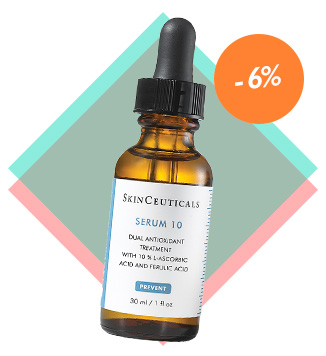 - 6%
SKINCEUTICALS
SERUM 10
DUAL ANTIOXIDANT
TREATMENT
WITH 10 % L-ASCORBIC
ACID AND FERULIC ACID
PREVENT
30 ml / 1 fl oz